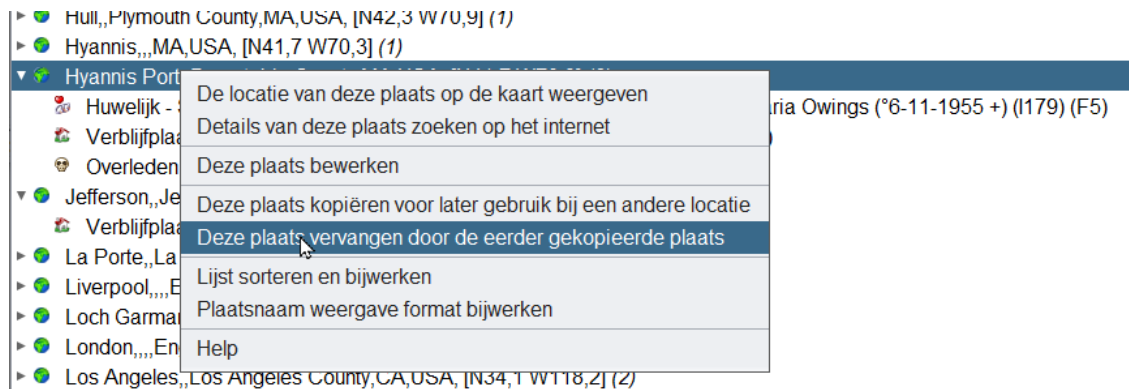 Hull,,Plymouth County,MA,USA, [N42,3 W70,9] (1)
Hyannis,,,MA,USA, [N41,7 W70,3] (1)
Hyannis Port
De locatie van deze plaats op de kaart weergeven
Huwelijk - aria Owings (°6-11-1955 +) (I179) (F5)
Details van deze plaats zoeken op het internet
Verblijfplaa
Deze plaats bewerken
Overleden
Jefferson,,Je
Deze plaats kopiëren voor later gebruik bij een andere locatie
Verblijfplaa
Deze plaats vervangen door de eerder gekopieerde plaats
La Porte,,La
Lijst sorteren en bijwerken
Liverpool,,,,E
Plaatsnaam weergave format bijwerken
Loch Garmar
London,,,,En
Help
Los Angeles,,Los Angeles County,CA,USA, [N34,1 W118,2] (2)